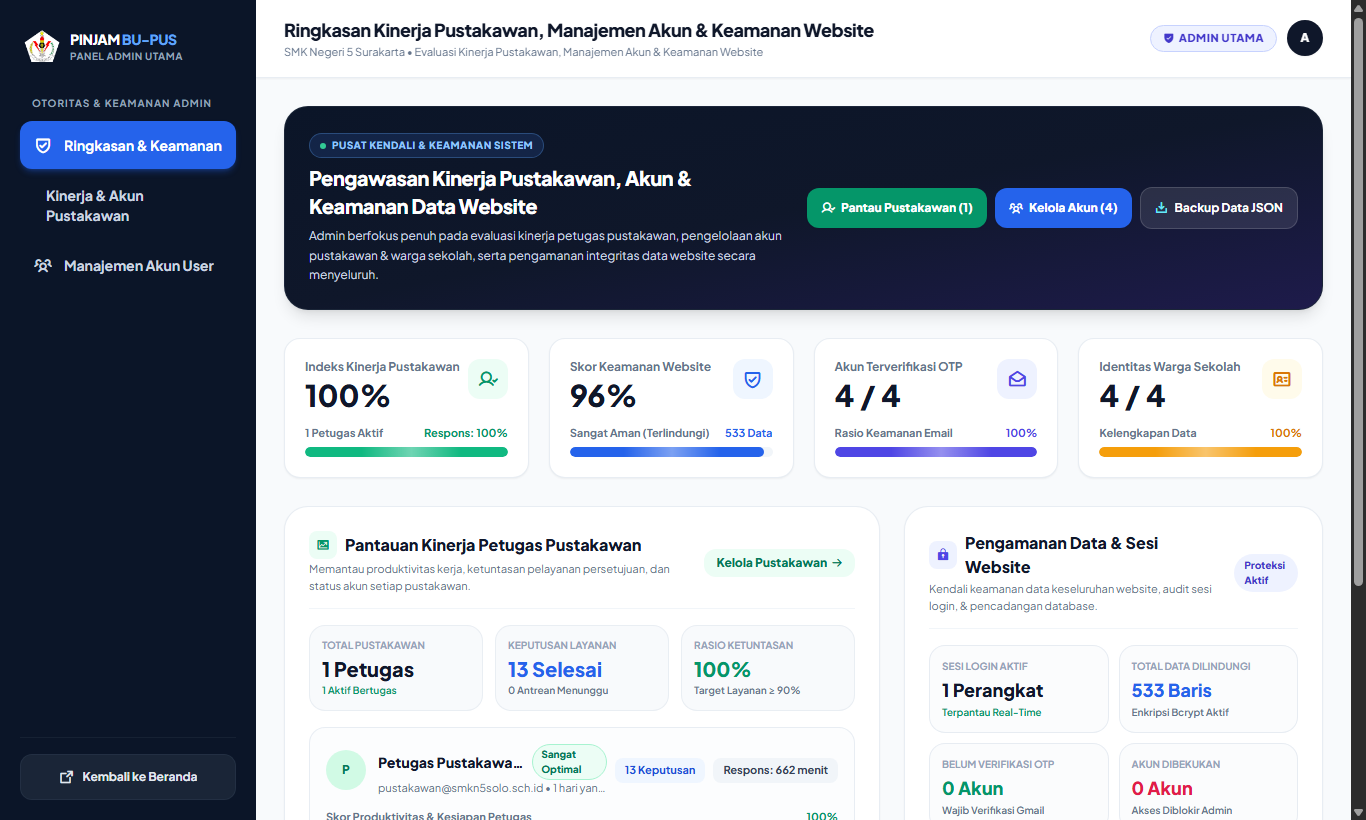 PINJAM BU-PUS
PANEL ADMIN UTAMA
OTORITAS & KEAMANAN ADMIN
Ringkasan & Keamanan
Kinerja & Akun
Pustakawan
Manajemen Akun User
Kembali ke Beranda
Ringkasan Kinerja Pustakawan, Manajemen Akun & Keamanan Website
SMK Negeri 5 Surakarta • Evaluasi Kinerja Pustakawan, Manajemen Akun & Keamanan Website
ADMIN UTAMA
A
PUSAT KENDALI & KEAMANAN SISTEM
Pengawasan Kinerja Pustakawan, Akun &
Keamanan Data Website
Admin berfokus penuh pada evaluasi kinerja petugas pustakawan, pengelolaan akun
pustakawan & warga sekolah, serta pengamanan integritas data website secara
menyeluruh.
Pantau Pustakawan (1)
Kelola Akun (4)
Backup Data JSON
Indeks Kinerja Pustakawan
100%
1 Petugas Aktif
Respons: 100%
Skor Keamanan Website
96%
Sangat Aman (Terlindungi)
533 Data
Akun Terverifikasi OTP
4 / 4
Rasio Keamanan Email
100%
Identitas Warga Sekolah
4 / 4
Kelengkapan Data
100%
Pantauan Kinerja Petugas Pustakawan
Memantau produktivitas kerja, ketuntasan pelayanan persetujuan, dan
status akun setiap pustakawan.
Kelola Pustakawan →
TOTAL PUSTAKAWAN
1 Petugas
1 Aktif Bertugas
KEPUTUSAN LAYANAN
13 Selesai
0 Antrean Menunggu
RASIO KETUNTASAN
100%
Target Layanan ≥ 90%
P
Petugas Pustakawa...
Sangat
Optimal
pustakawan@smkn5solo.sch.id • 1 hari yan...
13 Keputusan
Respons: 662 menit
Skor Produktivitas & Kesiapan Petugas
100%
Pengamanan Data & Sesi
Website
Kendali keamanan data keseluruhan website, audit sesi
login, & pencadangan database.
Proteksi
Aktif
SESI LOGIN AKTIF
1 Perangkat
Terpantau Real-Time
TOTAL DATA DILINDUNGI
533 Baris
Enkripsi Bcrypt Aktif
BELUM VERIFIKASI OTP
0 Akun
Wajib Verifikasi Gmail
AKUN DIBEKUKAN
0 Akun
Akses Diblokir Admin